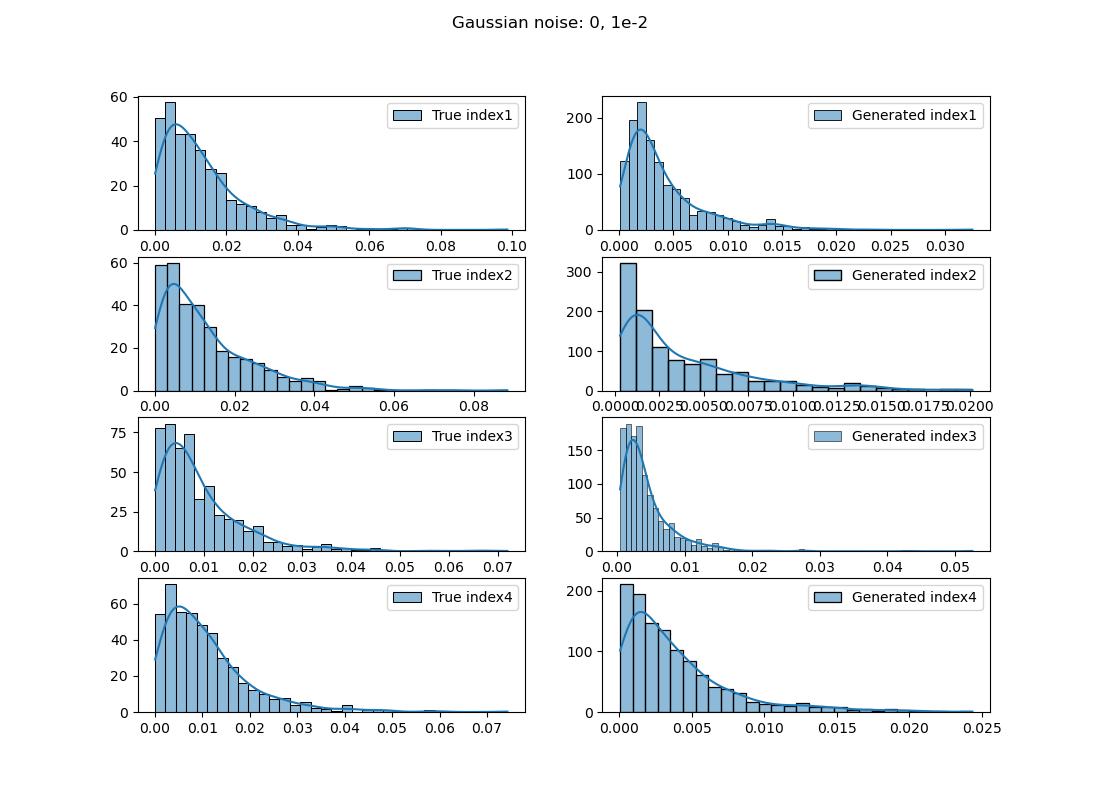 Gaussian noise: 0, 1e-2
60
40
20
0
True index1
0.00 0.02 0.04 0.06 0.08 0.10
200
100
0
Generated index1
0.000 0.005 0.010 0.015 0.020 0.025 0.030
60
40
20
0
True index2
0.00 0.02 0.04 0.06 0.08
300
200
100
0
Generated index2
0.0000 0.0025 0.0050 0.0075 0.0100 0.0125 0.0150 0.0175 0.0200
75
50
25
0
True index3
0.00 0.01 0.02 0.03 0.04 0.05 0.06 0.07
150
100
50
0
Generated index3
0.00 0.01 0.02 0.03 0.04 0.05
60
40
20
0
True index4
0.00 0.01 0.02 0.03 0.04 0.05 0.06 0.07
200
100
0
Generated index4
0.000 0.005 0.010 0.015 0.020 0.025